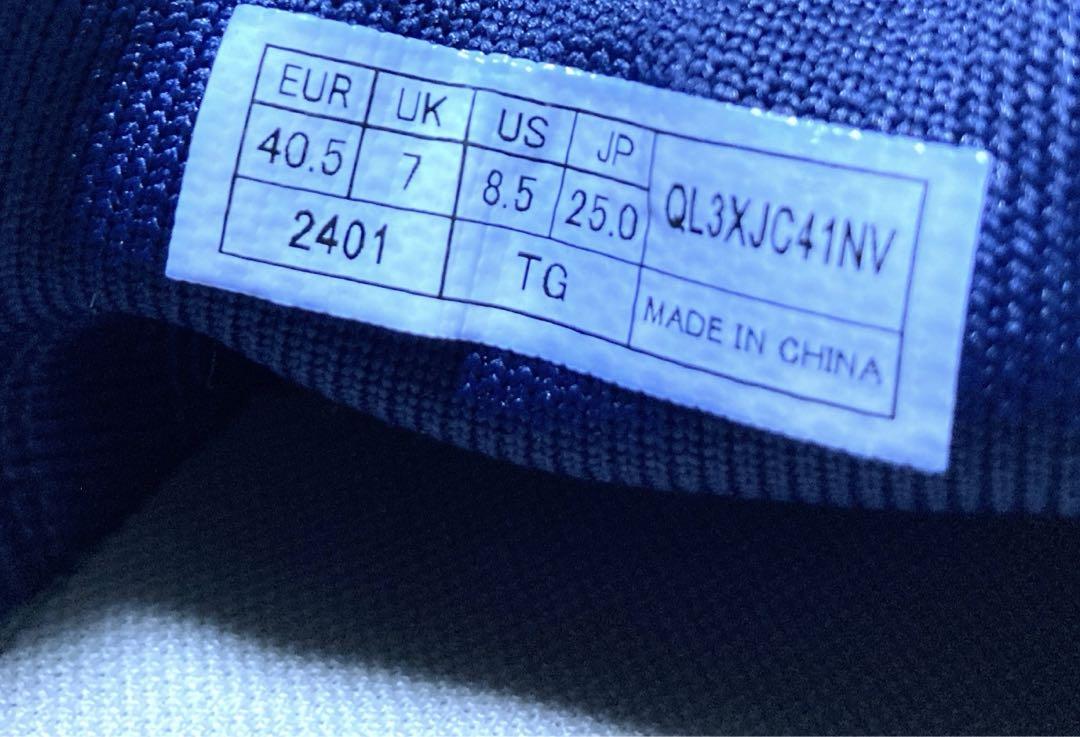 EUR UK US JP
40.5 7 8.5 25.0 QL3XJC41NV
2401 TG MADE IN CHINA